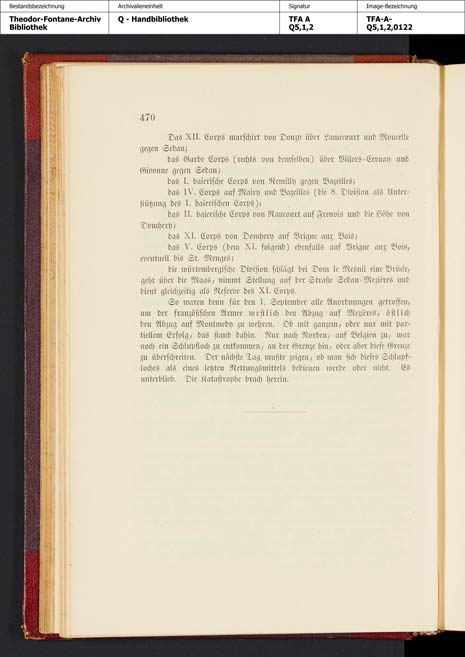 Bestandsbezeichnung Archivalieneinheit Signatur Image-Bezeichnung
Theodor-Fontane-Archiv Q - Handbibliothek TFA A TFA-A-
Bibliothek Q5,1,2 Q5,1,2,0122
470
Das XII. Corps marschirt von Douzy über Lamécourt und Moncelle
gegen Sedan;
das Garde Corps (rechts von demselben) über Villers-Cernay und
Givonne gegen Sedan;
das I. baierische Corps von Remilly gegen Bazeilles;
das IV. Corps auf Mairy und Bazeilles (die 8. Division als Unter-
stützung des I. baierischen Corps);
das II. baierische Corps von Raucourt auf Frenois und die Höhe von
Donchery;
das XI. Corps von Donchery auf Vrigne aux Bois;
das V. Corps (dem XI. folgend) ebenfalls auf Vrigne aux Bois,
eventuell bis St. Menges;
die württembergische Division schlägt bei Dom le Mesnil eine Brücke,
geht über die Maas, nimmt Stellung auf der Straße Sedan-Mezières und
dient gleichzeitig als Reserve des XI. Corps.
So waren denn für den 1. September alle Anordnungen getroffen,
um der französischen Armee westlich den Abzug auf Mezières, östlich
den Abzug auf Montmedy zu wehren. Ob mit ganzem, oder nur mit par-
tiellem Erfolg, das stand dahin. Nur nach Norden, auf Belgien zu, war
noch ein Schlupfloch zu entkommen, an der Grenze hin, oder aber diese Grenze
zu überschreiten. Der nächste Tag mußte zeigen, ob man sich dieses Schlupf-
loches als eines letzten Rettungsmittels bedienen werde oder nicht. Es
unterblieb. Die Katastrophe brach herein.